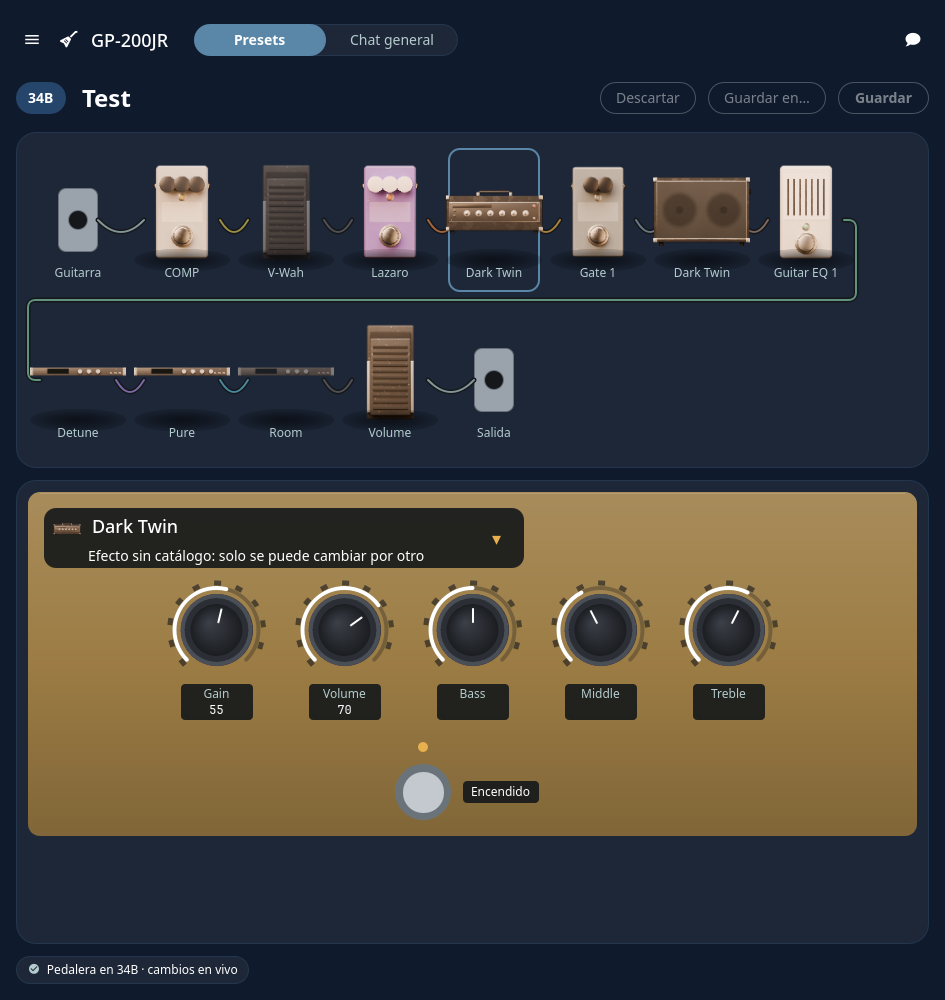 GP-200JR
Presets
Chat general
34B
Test
Descartar
Guardar en...
Guardar
Guitarra
COMP
V-Wah
Lazaro
Dark Twin
Gate 1
Dark Twin
Guitar EQ 1
Detune
Pure
Room
Volume
Salida
Dark Twin
Efecto sin catálogo: solo se puede cambiar por otro
Gain
55
Volume
70
Bass
Middle
Treble
Encendido
Pedalera en 34B · cambios en vivo